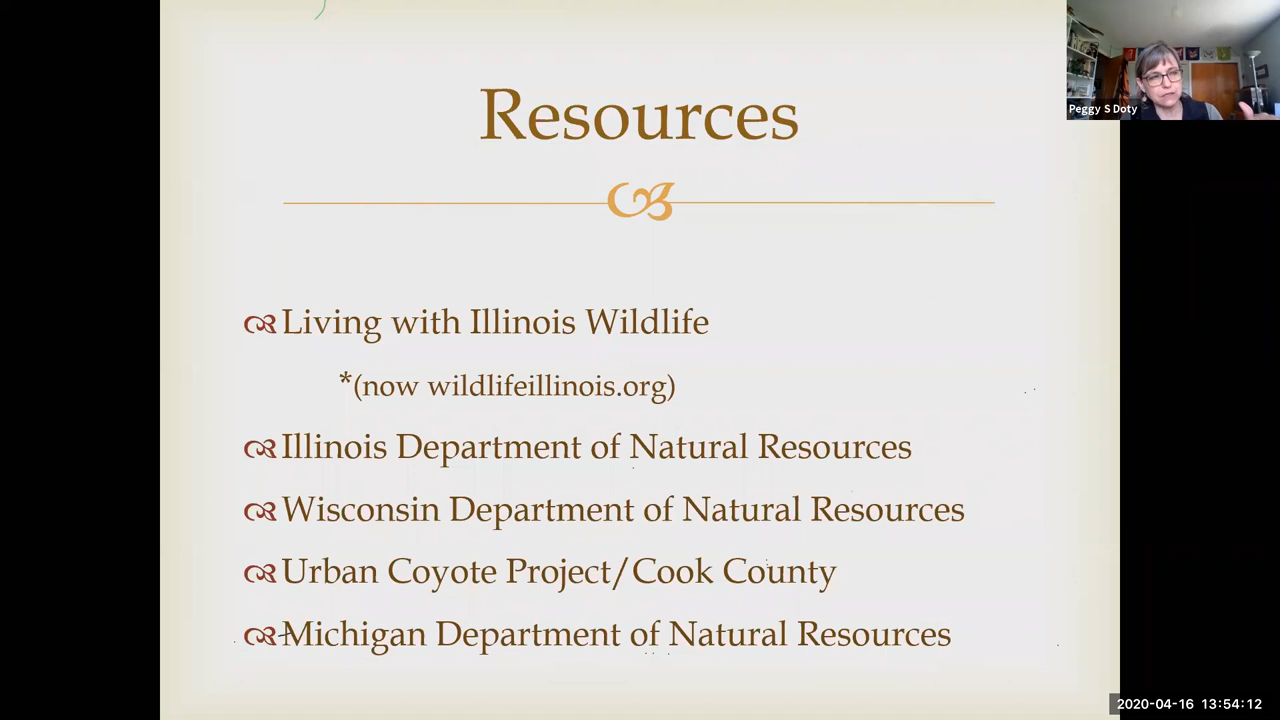 Resources
Peggy S Doty
Living with Illinois Wildlife
*(now wildlifeillinois.org)
Illinois Department of Natural Resources
Wisconsin Department of Natural Resources
Urban Coyote Project/Cook County
Michigan Department of Natural Resources
2020-04-16 13:54:12